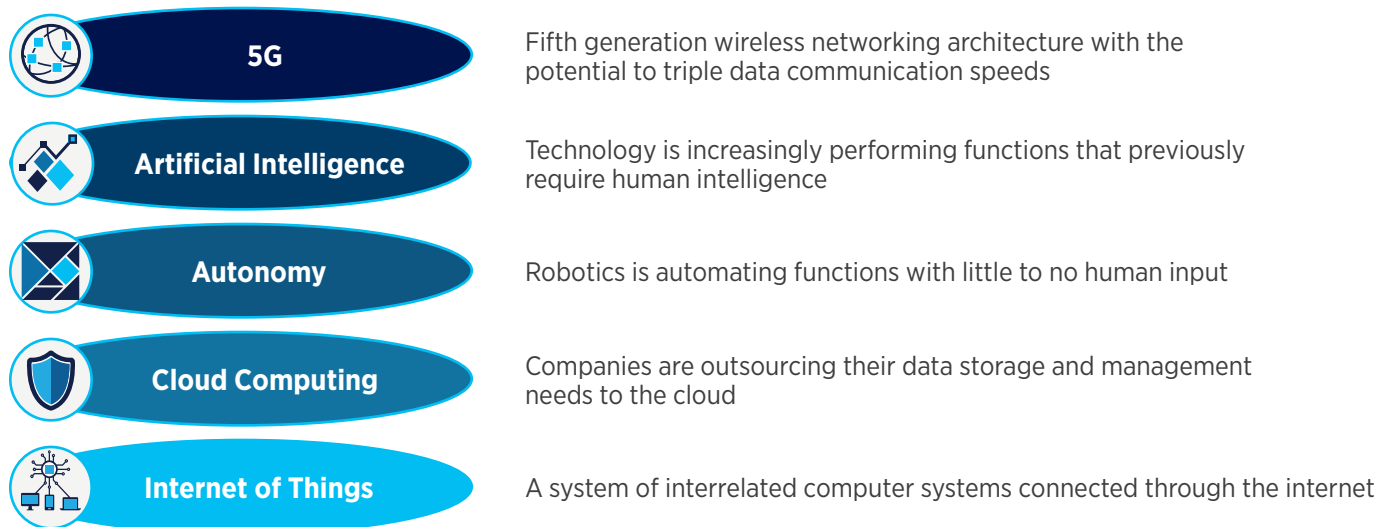 5G
Fifth generation wireless networking architecture with the
potential to triple data communication speeds
Artificial Intelligence
Technology is increasingly performing functions that previously
require human intelligence
Autonomy
Robotics is automating functions with little to no human input
Cloud Computing
Companies are outsourcing their data storage and management
needs to the cloud
Internet of Things
A system of interrelated computer systems connected through the internet